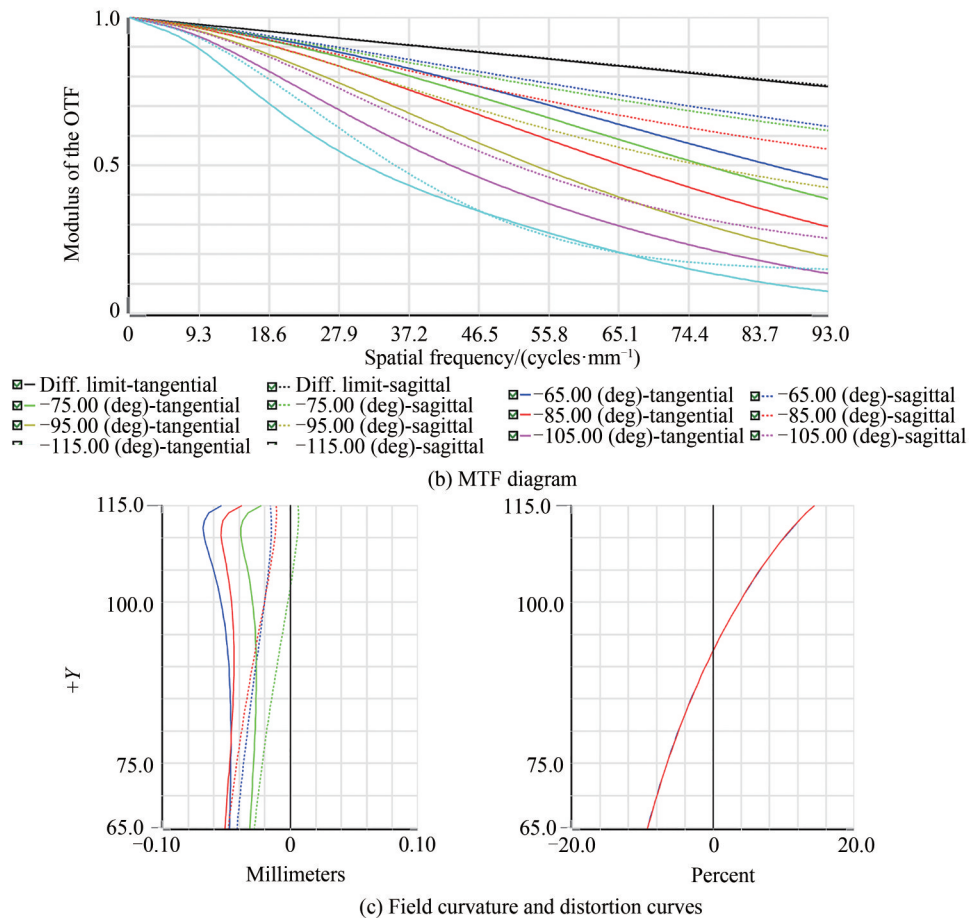 1.0
0.5
0
Modulus of the OTF
0 9.3 18.6 27.9 37.2 46.5 55.8 65.1 74.4 83.7 93.0
Spatial frequency/(cycles·mm⁻¹)
Diff. limit-tangential
Diff. limit-sagittal
−65.00 (deg)-tangential
−65.00 (deg)-sagittal
−75.00 (deg)-tangential
−75.00 (deg)-sagittal
−85.00 (deg)-tangential
−85.00 (deg)-sagittal
−95.00 (deg)-tangential
−95.00 (deg)-sagittal
−105.00 (deg)-tangential
−105.00 (deg)-sagittal
−115.00 (deg)-tangential
−115.00 (deg)-sagittal
(b) MTF diagram
115.0
100.0
75.0
65.0
+Y
−0.10 0 0.10
Millimeters
115.0
100.0
75.0
65.0
−20.0 0 20.0
Percent
(c) Field curvature and distortion curves